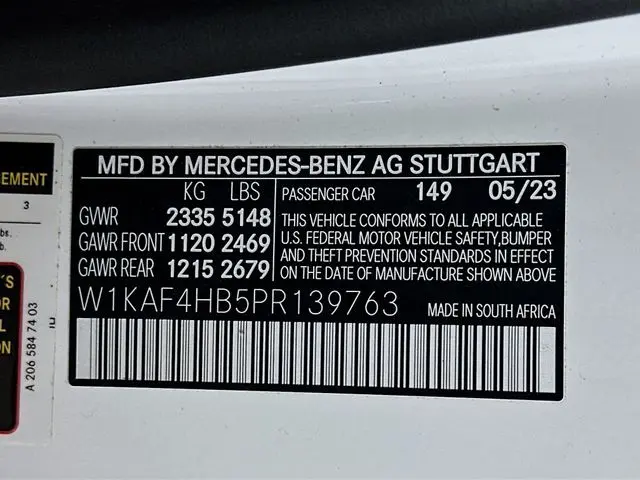 MFD BY MERCEDES-BENZ AG STUTTGART
KG LBS
GVWR 2335 5148
GAWR FRONT 1120 2469
GAWR REAR 1215 2679
PASSENGER CAR 149 05/23
THIS VEHICLE CONFORMS TO ALL APPLICABLE
U.S. FEDERAL MOTOR VEHICLE SAFETY,BUMPER
AND THEFT PREVENTION STANDARDS IN EFFECT
ON THE DATE OF MANUFACTURE SHOWN ABOVE.
W1KAF4HB5PR139763
MADE IN SOUTH AFRICA
EMENT
3
bs.
b.
S
OR
ON
A 206 584 74 03